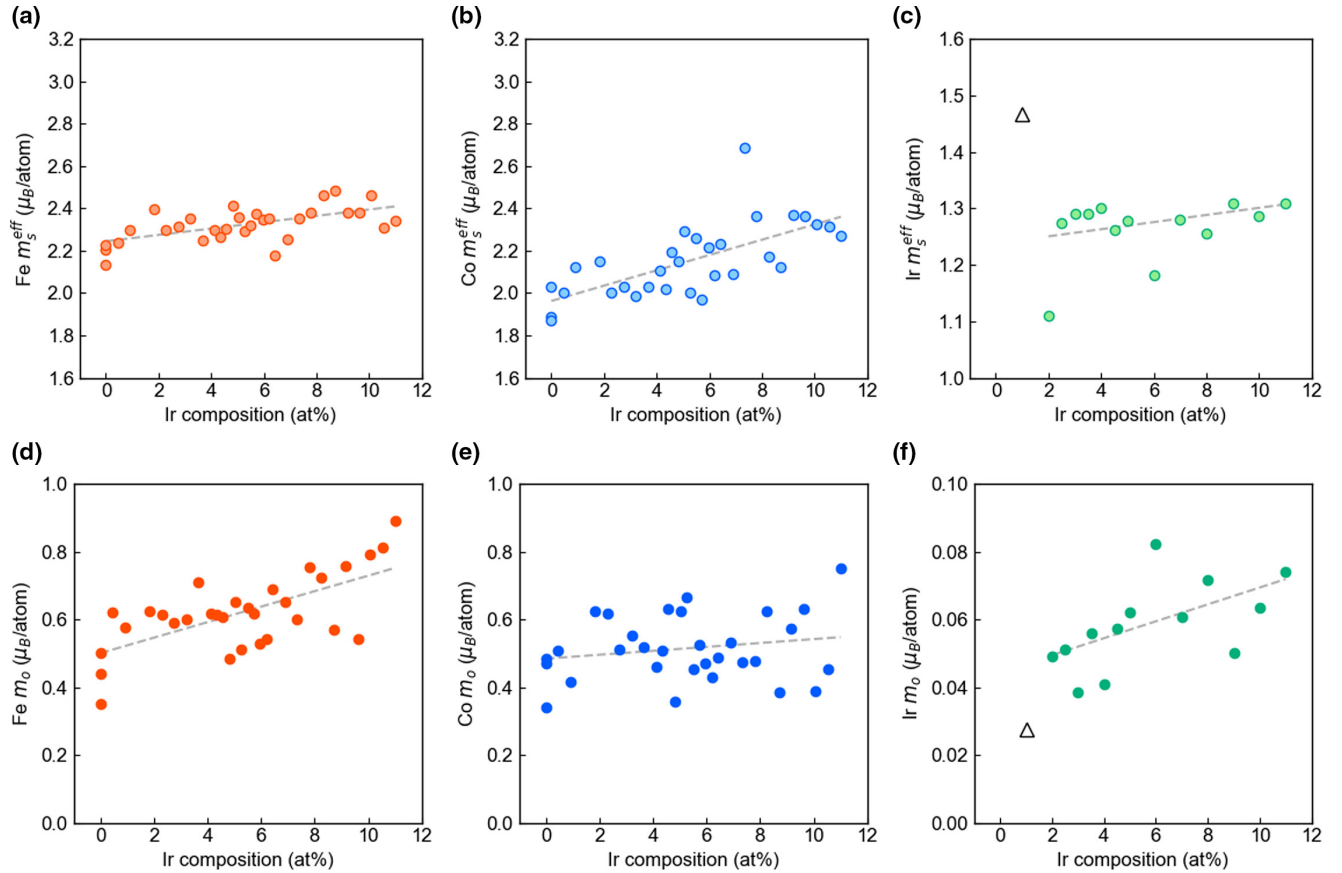 (a)
3.2
3.0
2.8
2.6
2.4
2.2
2.0
1.8
1.6
0 2 4 6 8 10 12
Fe m_s^eff (μ_B/atom)
Ir composition (at%)
(b)
3.2
3.0
2.8
2.6
2.4
2.2
2.0
1.8
1.6
0 2 4 6 8 10 12
Co m_s^eff (μ_B/atom)
Ir composition (at%)
(c)
1.6
1.5
1.4
1.3
1.2
1.1
1.0
0 2 4 6 8 10 12
Ir m_s^eff (μ_B/atom)
Ir composition (at%)
(d)
1.0
0.8
0.6
0.4
0.2
0.0
0 2 4 6 8 10 12
Fe m_o (μ_B/atom)
Ir composition (at%)
(e)
1.0
0.8
0.6
0.4
0.2
0.0
0 2 4 6 8 10 12
Co m_o (μ_B/atom)
Ir composition (at%)
(f)
0.10
0.08
0.06
0.04
0.02
0.00
0 2 4 6 8 10 12
Ir m_o (μ_B/atom)
Ir composition (at%)